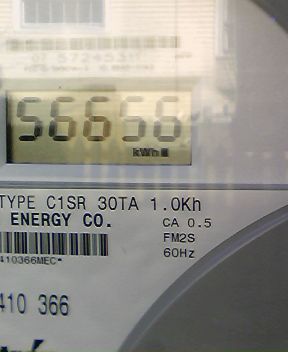 56656
kWh
TYPE C1SR 30TA 1.0Kh
ENERGY CO.
CA 0.5
FM2S
60Hz
410366MEC*
410 366